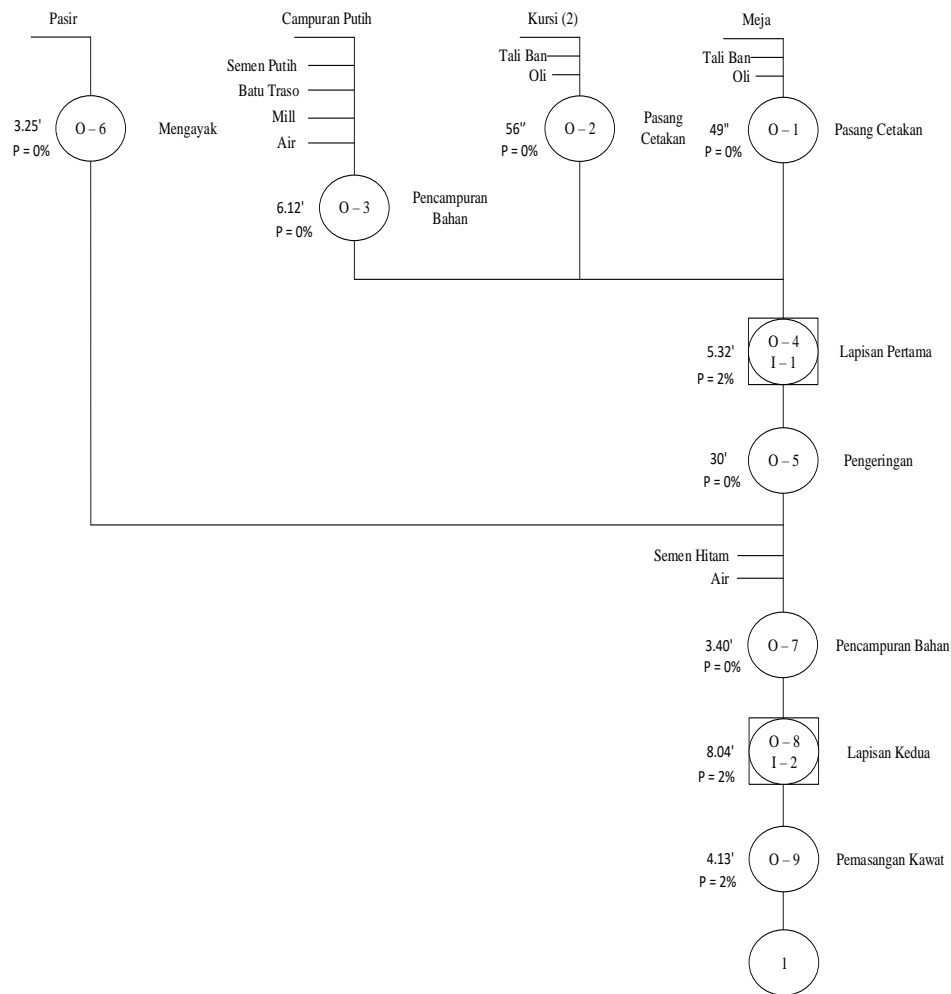 Pasir
Campuran Putih
Kursi (2)
Meja
Semen Putih
Batu Traso
Mill
Air
Tali Ban
Oli
Tali Ban
Oli
3.25'
P = 0%
O – 6
Mengayak
56’’
P = 0%
O – 2
Pasang
Cetakan
49"
P = 0%
O – 1
Pasang Cetakan
6.12'
P = 0%
O – 3
Pencampuran
Bahan
5.32'
P = 2%
O – 4
I – 1
Lapisan Pertama
30'
P = 0%
O – 5
Pengeringan
Semen Hitam
Air
3.40'
P = 0%
O – 7
Pencampuran Bahan
8.04'
P = 2%
O – 8
I – 2
Lapisan Kedua
4.13'
P = 2%
O – 9
Pemasangan Kawat
1